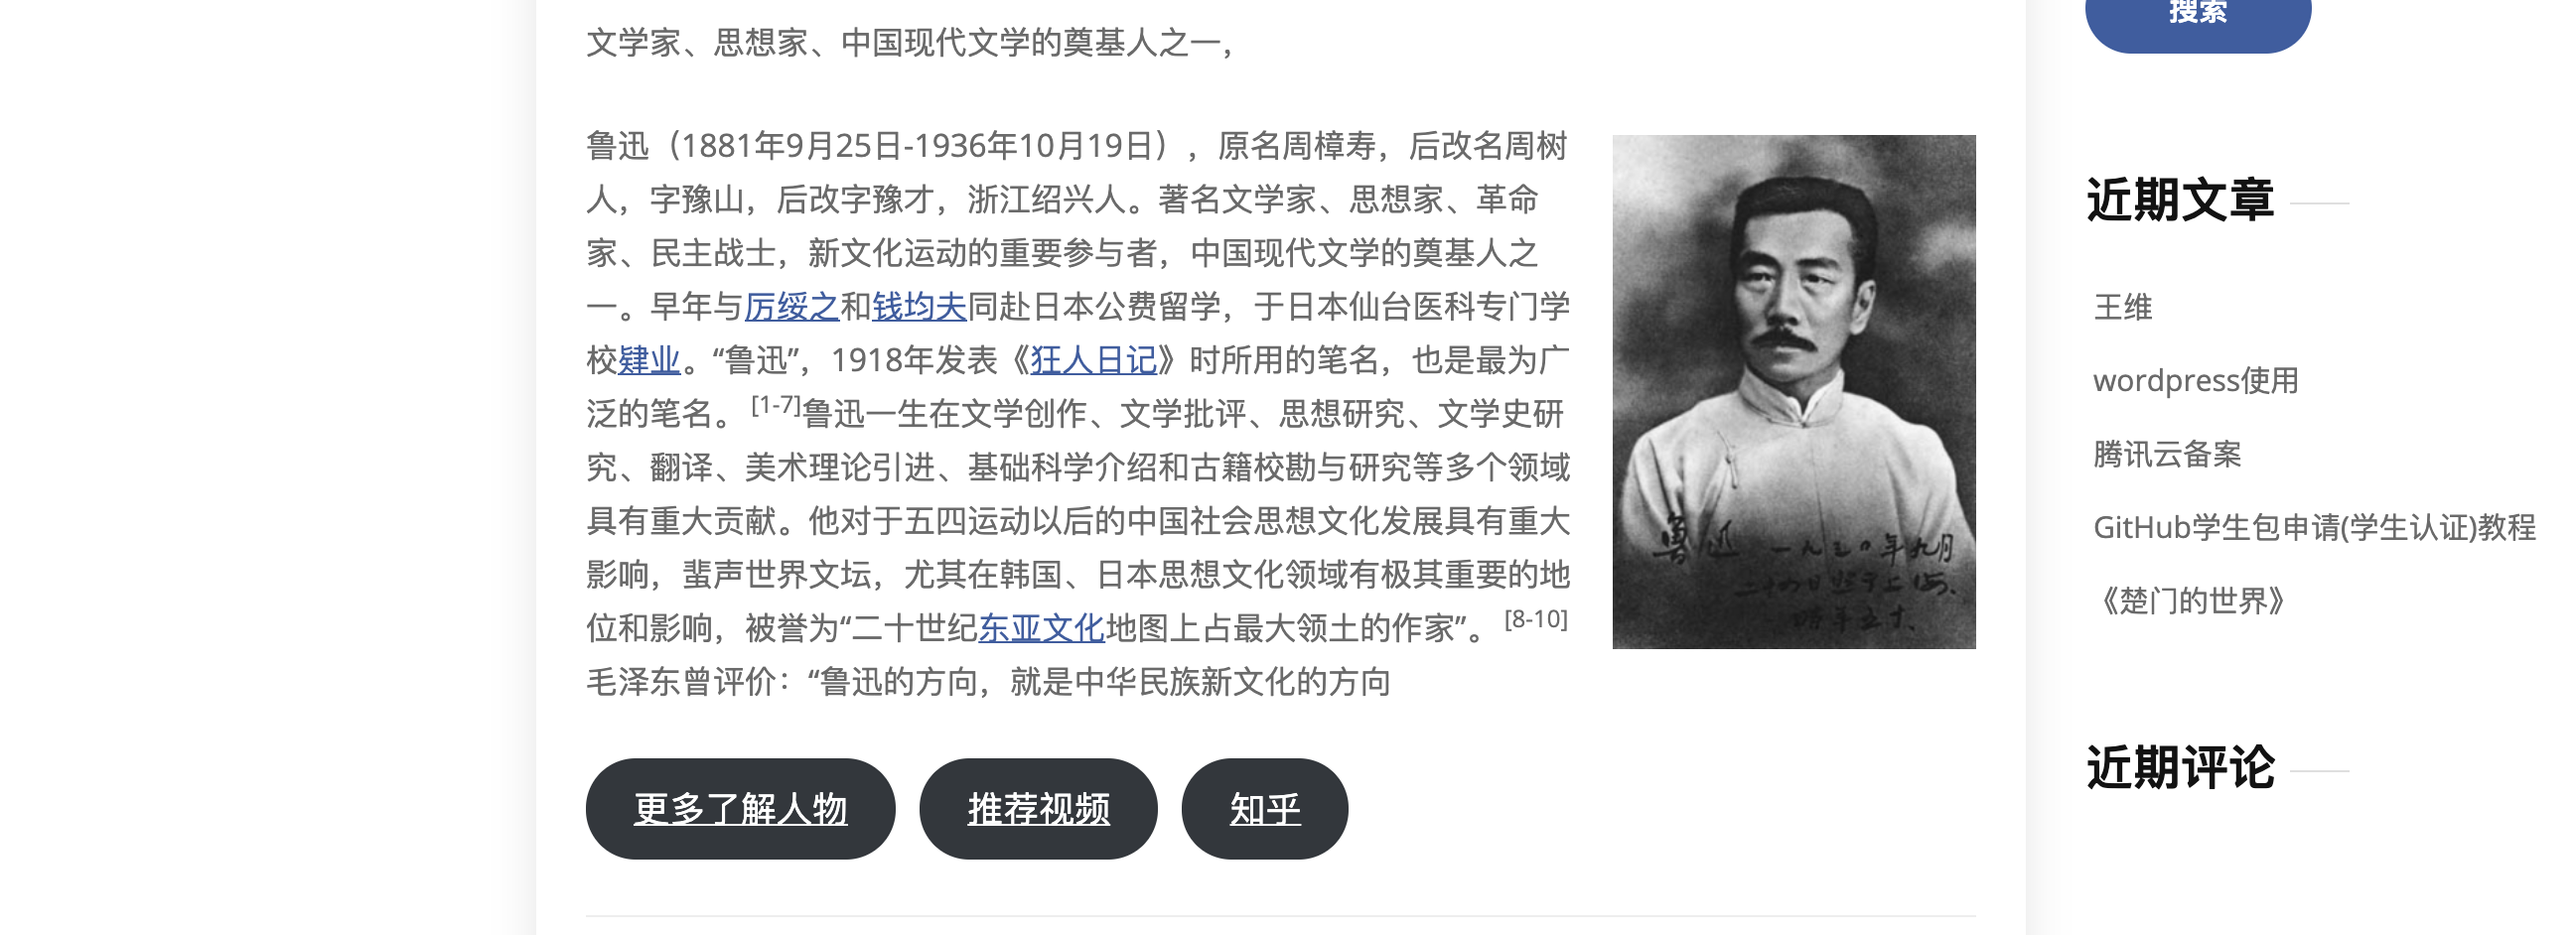 文学家、思想家、中国现代文学的奠基人之一，
鲁迅（1881年9月25日-1936年10月19日），原名周樟寿，后改名周树
人，字豫山，后改字豫才，浙江绍兴人。著名文学家、思想家、革命
家、民主战士，新文化运动的重要参与者，中国现代文学的奠基人之
一。早年与厉绥之和钱均夫同赴日本公费留学，于日本仙台医科专门学
校肄业。“鲁迅”，1918年发表《狂人日记》时所用的笔名，也是最为广
泛的笔名。 [1-7]鲁迅一生在文学创作、文学批评、思想研究、文学史研
究、翻译、美术理论引进、基础科学介绍和古籍校勘与研究等多个领域
具有重大贡献。他对于五四运动以后的中国社会思想文化发展具有重大
影响，蜚声世界文坛，尤其在韩国、日本思想文化领域有极其重要的地
位和影响，被誉为“二十世纪东亚文化地图上占最大领土的作家”。 [8-10]
毛泽东曾评价：“鲁迅的方向，就是中华民族新文化的方向
魯迅 一九三〇年九月
二十四日照于上海
時年五十
更多了解人物
推荐视频
知乎
搜索
近期文章
王维
wordpress使用
腾讯云备案
GitHub学生包申请(学生认证)教程
《楚门的世界》
近期评论